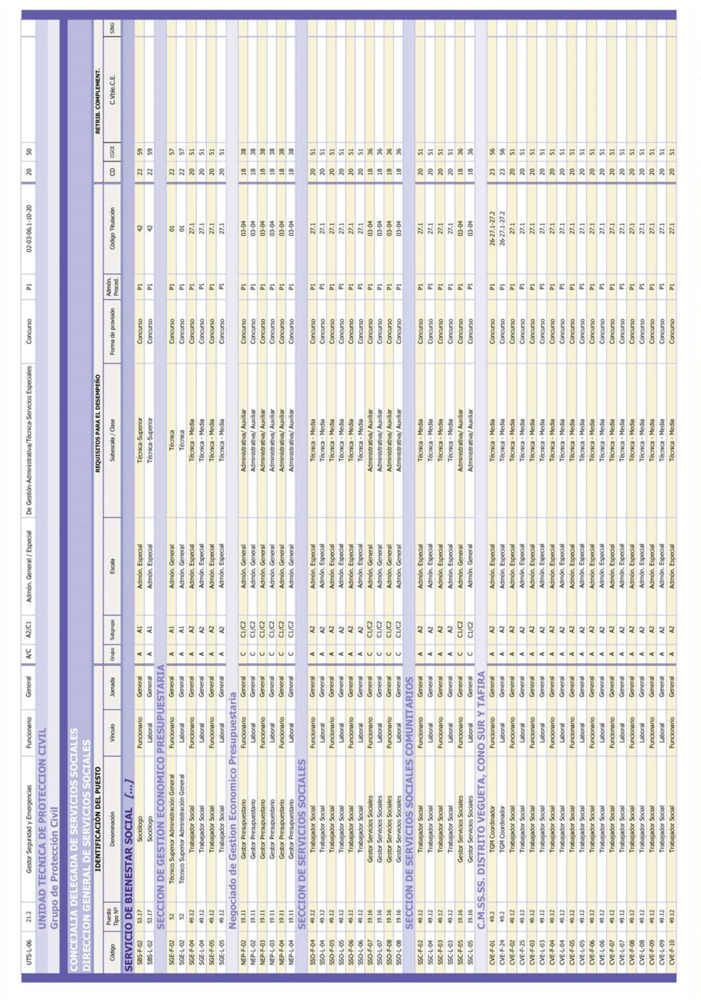 UTS-L-06 21.2 Gestor Seguridad y Emergencias Funcionario General A/C A2/C1 Admón. General / Especial De Gestión-Administrativa/Técnica-Servicios Especiales Concurso P1 02-03-06.1-10-20 20 50
UNIDAD TECNICA DE PROTECCION CIVIL
Grupo de Protección Civil
CONCEJALIA DELEGADA DE SERVICIOS SOCIALES
DIRECCION GENERAL DE SERVICIOS SOCIALES
IDENTIFICACIÓN DEL PUESTO REQUISITOS PARA EL DESEMPEÑO RETRIB. COMPLEMENT.
Código Puesto Tipo Nº Denominación Vínculo Jornada Grupo Subgrupo Escala Subescala / Clase Forma de provisión Admón. Proced. Código Titulación CD CGCE C.Vble.C.E. SING
SERVICIO DE BIENESTAR SOCIAL [...]
SBS-F-02 53.17 Sociólogo Funcionario General A A1 Admón. Especial Técnica-Superior Concurso P1 42 22 59
SBS-L-02 53.17 Sociólogo Laboral General A A1 Admón. Especial Técnica-Superior Concurso P1 42 22 59
SECCION DE GESTION ECONOMICO PRESUPUESTARIA
SGE-F-02 52 Técnico Superior Administración General Funcionario General A A1 Admón. General Técnica Concurso P1 01 22 57
SGE-L-02 52 Técnico Superior Administración General Laboral General A A1 Admón. General Técnica Concurso P1 01 22 57
SGE-F-04 49.12 Trabajador Social Funcionario General A A2 Admón. Especial Técnica - Media Concurso P1 27.1 20 51
SGE-L-04 49.12 Trabajador Social Laboral General A A2 Admón. Especial Técnica - Media Concurso P1 27.1 20 51
SGE-F-05 49.12 Trabajador Social Funcionario General A A2 Admón. Especial Técnica - Media Concurso P1 27.1 20 51
SGE-L-05 49.12 Trabajador Social Laboral General A A2 Admón. Especial Técnica - Media Concurso P1 27.1 20 51
Negociado de Gestion Economico Presupuestaria
NEP-F-02 19.11 Gestor Presupuestario Funcionario General C C1/C2 Admón. General Administrativa/ Auxiliar Concurso P1 03-04 18 38
NEP-L-02 19.11 Gestor Presupuestario Laboral General C C1/C2 Admón. General Administrativa/ Auxiliar Concurso P1 03-04 18 38
NEP-F-03 19.11 Gestor Presupuestario Funcionario General C C1/C2 Admón. General Administrativa/ Auxiliar Concurso P1 03-04 18 38
NEP-L-03 19.11 Gestor Presupuestario Laboral General C C1/C2 Admón. General Administrativa/ Auxiliar Concurso P1 03-04 18 38
NEP-F-04 19.11 Gestor Presupuestario Funcionario General C C1/C2 Admón. General Administrativa/ Auxiliar Concurso P1 03-04 18 38
NEP-L-04 19.11 Gestor Presupuestario Laboral General C C1/C2 Admón. General Administrativa/ Auxiliar Concurso P1 03-04 18 38
SECCION DE SERVICIOS SOCIALES
SSO-F-04 49.12 Trabajador Social Funcionario General A A2 Admón. Especial Técnica - Media Concurso P1 27.1 20 51
SSO-L-04 49.12 Trabajador Social Laboral General A A2 Admón. Especial Técnica - Media Concurso P1 27.1 20 51
SSO-F-05 49.12 Trabajador Social Funcionario General A A2 Admón. Especial Técnica - Media Concurso P1 27.1 20 51
SSO-L-05 49.12 Trabajador Social Laboral General A A2 Admón. Especial Técnica - Media Concurso P1 27.1 20 51
SSO-F-06 49.12 Trabajador Social Funcionario General A A2 Admón. Especial Técnica - Media Concurso P1 27.1 20 51
SSO-L-06 49.12 Trabajador Social Laboral General A A2 Admón. Especial Técnica - Media Concurso P1 27.1 20 51
SSO-F-07 19.16 Gestor Servicios Sociales Funcionario General C C1/C2 Admón. General Administrativa/ Auxiliar Concurso P1 03-04 18 36
SSO-L-07 19.16 Gestor Servicios Sociales Laboral General C C1/C2 Admón. General Administrativa/ Auxiliar Concurso P1 03-04 18 36
SSO-F-08 19.16 Gestor Servicios Sociales Funcionario General C C1/C2 Admón. General Administrativa/ Auxiliar Concurso P1 03-04 18 36
SSO-L-08 19.16 Gestor Servicios Sociales Laboral General C C1/C2 Admón. General Administrativa/ Auxiliar Concurso P1 03-04 18 36
SECCION DE SERVICIOS SOCIALES COMUNITARIOS
SSC-F-02 49.12 Trabajador Social Funcionario General A A2 Admón. Especial Técnica - Media Concurso P1 27.1 20 51
SSC-L-04 49.12 Trabajador Social Laboral General A A2 Admón. Especial Técnica - Media Concurso P1 27.1 20 51
SSC-F-03 49.12 Trabajador Social Funcionario General A A2 Admón. Especial Técnica - Media Concurso P1 27.1 20 51
SSC-L-03 49.12 Trabajador Social Laboral General A A2 Admón. Especial Técnica - Media Concurso P1 27.1 20 51
SSC-F-05 19.16 Gestor Servicios Sociales Funcionario General C C1/C2 Admón. General Administrativa/ Auxiliar Concurso P1 03-04 18 36
SSC-L-05 19.16 Gestor Servicios Sociales Laboral General C C1/C2 Admón. General Administrativa/ Auxiliar Concurso P1 03-04 18 36
C.M.SS.SS. DISTRITO VEGUETA, CONO SUR Y TAFIRA
CVE-F-01 49.2 TGM Coordinador Funcionario General A A2 Admón. Especial Técnica - Media Concurso P1 26-27.1-27.2 23 56
CVE-F-24 49.2 TGM Coordinador Laboral General A A2 Admón. Especial Técnica - Media Concurso P1 26-27.1-27.2 23 56
CVE-F-02 49.12 Trabajador Social Funcionario General A A2 Admón. Especial Técnica - Media Concurso P1 27.1 20 51
CVE-F-25 49.12 Trabajador Social Laboral General A A2 Admón. Especial Técnica - Media Concurso P1 27.1 20 51
CVE-F-03 49.12 Trabajador Social Funcionario General A A2 Admón. Especial Técnica - Media Concurso P1 27.1 20 51
CVE-L-03 49.12 Trabajador Social Laboral General A A2 Admón. Especial Técnica - Media Concurso P1 27.1 20 51
CVE-F-04 49.12 Trabajador Social Funcionario General A A2 Admón. Especial Técnica - Media Concurso P1 27.1 20 51
CVE-L-04 49.12 Trabajador Social Laboral General A A2 Admón. Especial Técnica - Media Concurso P1 27.1 20 51
CVE-F-05 49.12 Trabajador Social Funcionario General A A2 Admón. Especial Técnica - Media Concurso P1 27.1 20 51
CVE-L-05 49.12 Trabajador Social Laboral General A A2 Admón. Especial Técnica - Media Concurso P1 27.1 20 51
CVE-F-06 49.12 Trabajador Social Funcionario General A A2 Admón. Especial Técnica - Media Concurso P1 27.1 20 51
CVE-L-06 49.12 Trabajador Social Laboral General A A2 Admón. Especial Técnica - Media Concurso P1 27.1 20 51
CVE-F-07 49.12 Trabajador Social Funcionario General A A2 Admón. Especial Técnica - Media Concurso P1 27.1 20 51
CVE-L-07 49.12 Trabajador Social Laboral General A A2 Admón. Especial Técnica - Media Concurso P1 27.1 20 51
CVE-F-08 49.12 Trabajador Social Funcionario General A A2 Admón. Especial Técnica - Media Concurso P1 27.1 20 51
CVE-L-08 49.12 Trabajador Social Laboral General A A2 Admón. Especial Técnica - Media Concurso P1 27.1 20 51
CVE-F-09 49.12 Trabajador Social Funcionario General A A2 Admón. Especial Técnica - Media Concurso P1 27.1 20 51
CVE-L-09 49.12 Trabajador Social Laboral General A A2 Admón. Especial Técnica - Media Concurso P1 27.1 20 51
CVE-F-10 49.12 Trabajador Social Funcionario General A A2 Admón. Especial Técnica - Media Concurso P1 27.1 20 51